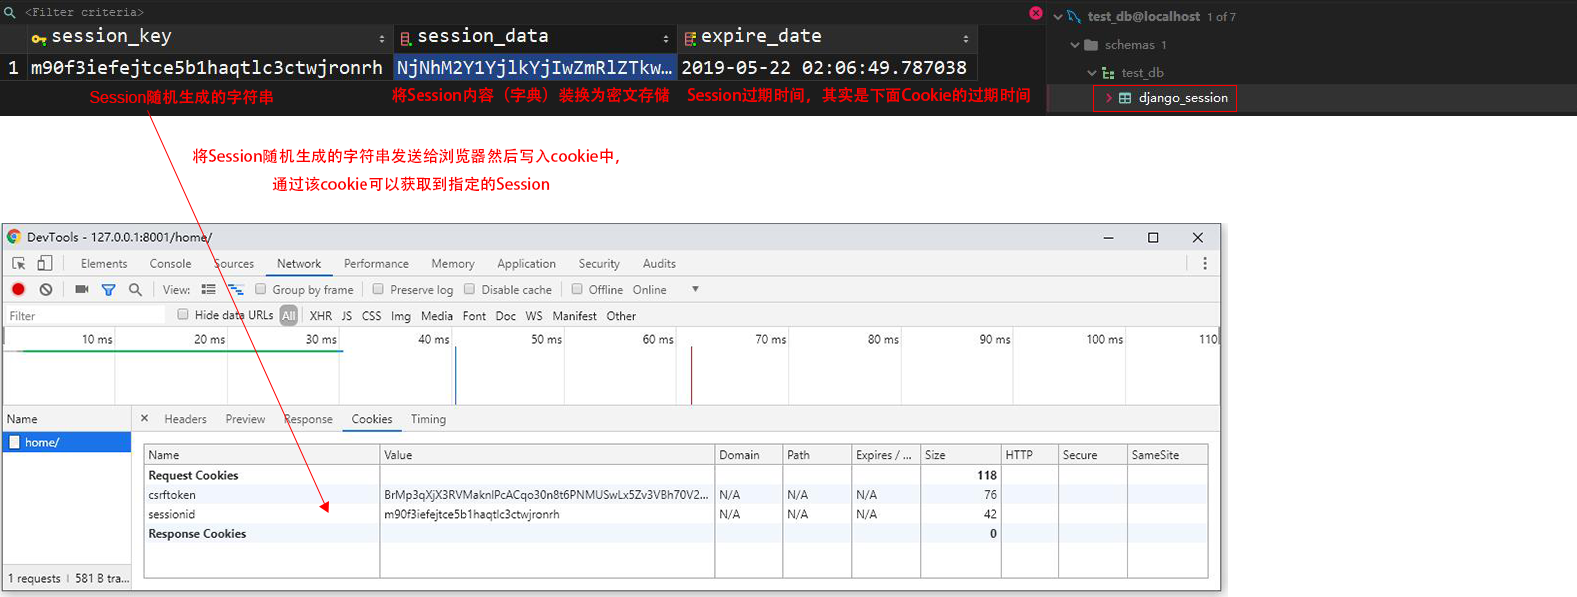 <Filter criteria>
session_key session_data expire_date
1 m90f3iefejtce5b1haqtlc3ctwjronrh NjNhM2Y1YjlkYjIwZmRlZTkw… 2019-05-22 02:06:49.787038
Session随机生成的字符串 将Session内容（字典）装换为密文存储 Session过期时间，其实是下面Cookie的过期时间
test_db@localhost 1 of 7
schemas 1
test_db
django_session
将Session随机生成的字符串发送给浏览器然后写入cookie中，
通过该cookie可以获取到指定的Session
DevTools - 127.0.0.1:8001/home/
Elements Console Sources Network Performance Memory Application Security Audits
View: Group by frame Preserve log Disable cache Offline Online
Filter Hide data URLs All XHR JS CSS Img Media Font Doc WS Manifest Other
10 ms 20 ms 30 ms 40 ms 50 ms 60 ms 70 ms 80 ms 90 ms 100 ms 110
Name Headers Preview Response Cookies Timing
home/
Name Value Domain Path Expires / ... Size HTTP Secure SameSite
Request Cookies 118
csrftoken BrMp3qXjX3RVMaknlPcACqo30n8t6PNMUSwLx5Zv3VBh70V2... N/A N/A N/A 76
sessionid m90f3iefejtce5b1haqtlc3ctwjronrh N/A N/A N/A 42
Response Cookies 0
1 requests 581 B tra...